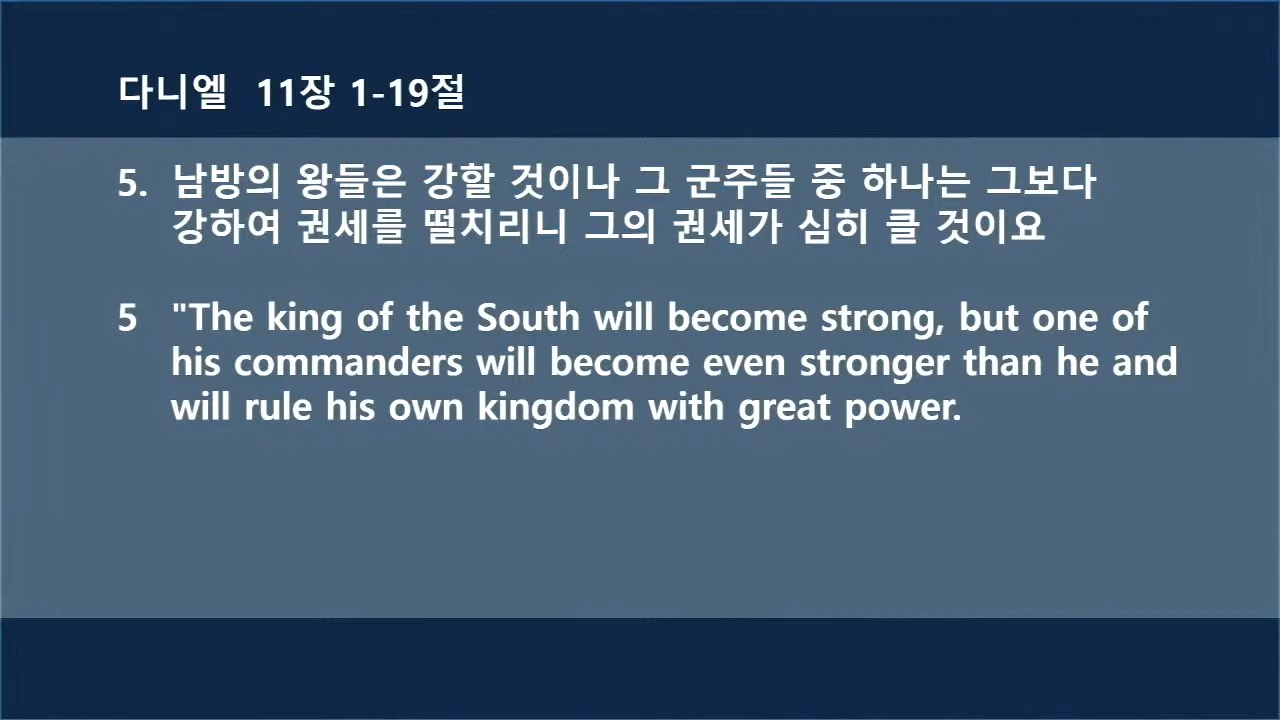 다니엘 11장 1-19절
5. 남방의 왕들은 강할 것이나 그 군주들 중 하나는 그보다
강하여 권세를 떨치리니 그의 권세가 심히 클 것이요
5 "The king of the South will become strong, but one of
his commanders will become even stronger than he and
will rule his own kingdom with great power.